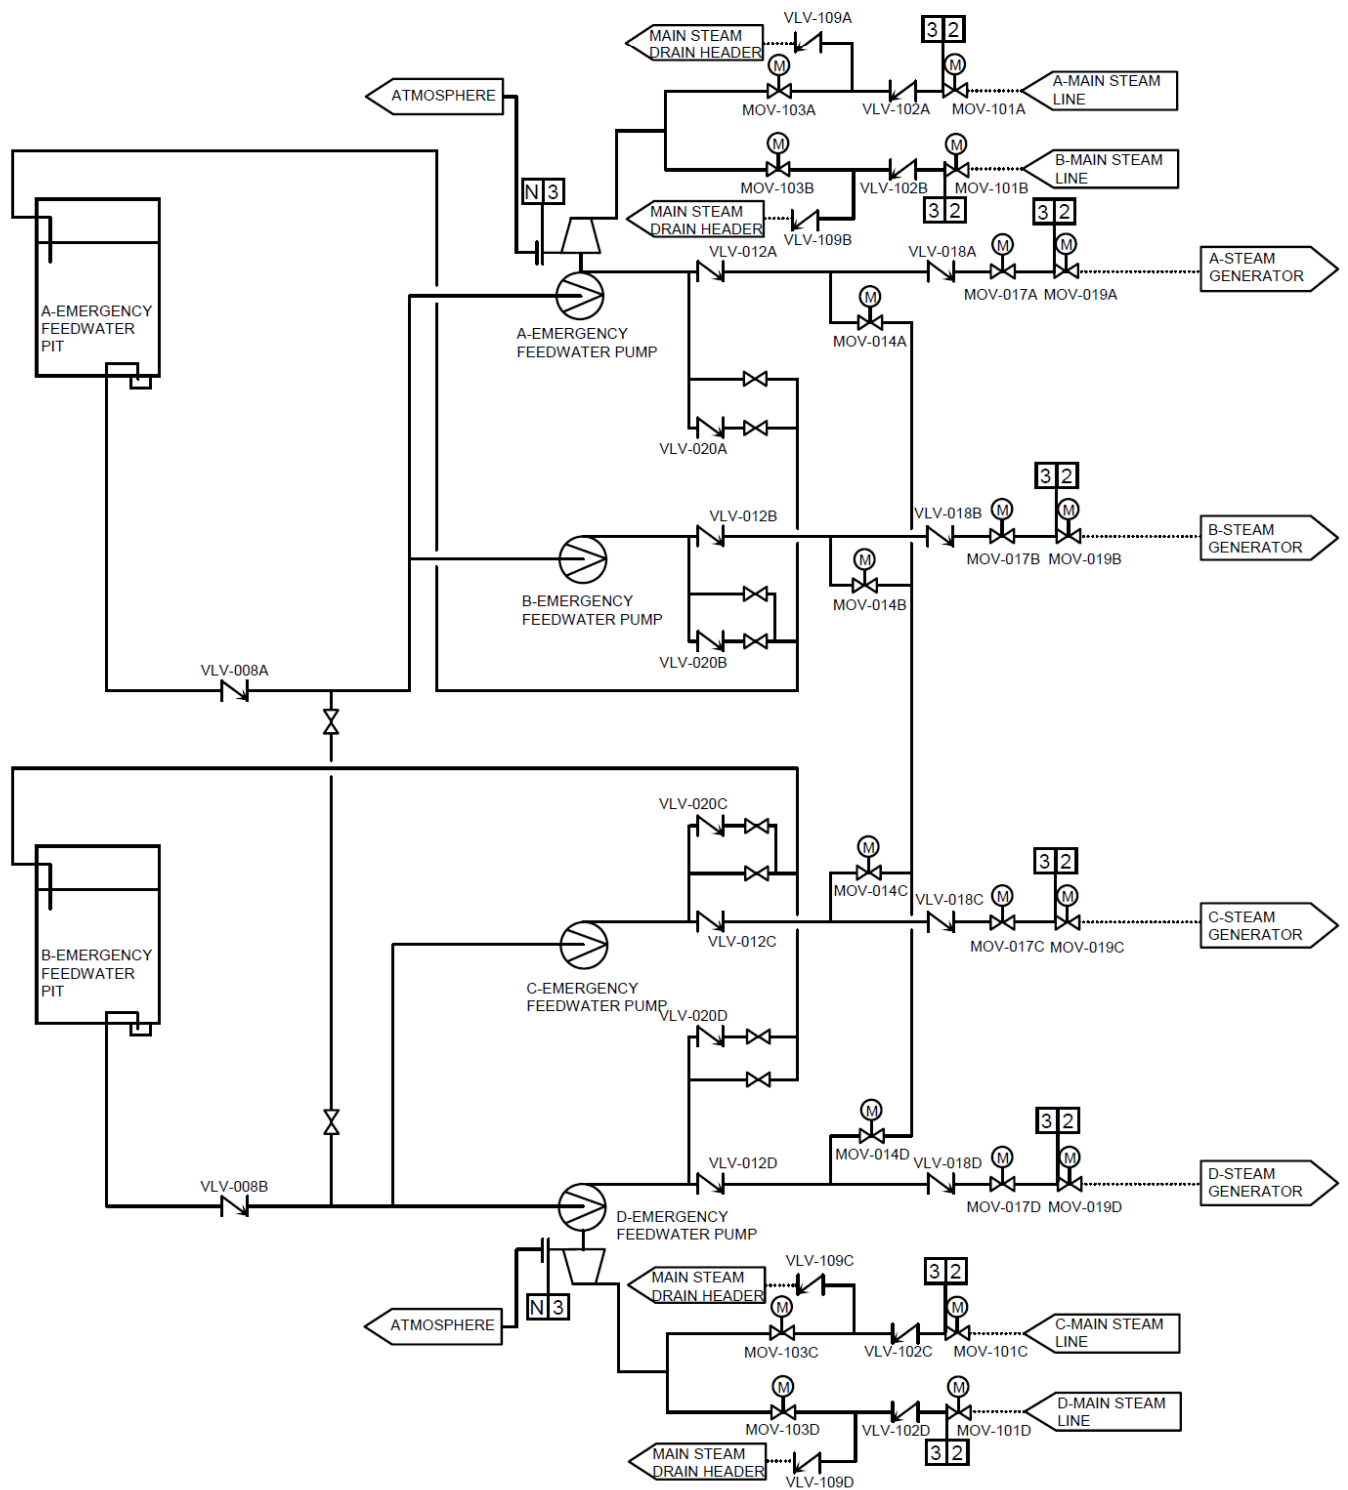 VLV-109A
3 2
MAIN STEAM
DRAIN HEADER
M
M
A-MAIN STEAM
LINE
ATMOSPHERE
MOV-103A
VLV-102A
MOV-101A
M
M
B-MAIN STEAM
LINE
MOV-103B
VLV-102B
MOV-101B
N 3
MAIN STEAM
DRAIN HEADER
3 2
3 2
VLV-109B
VLV-012A
VLV-018A
M
M
A-STEAM
GENERATOR
MOV-017A
MOV-019A
M
A-EMERGENCY
FEEDWATER
PIT
A-EMERGENCY
FEEDWATER PUMP
MOV-014A
VLV-020A
3 2
VLV-012B
VLV-018B
M
M
B-STEAM
GENERATOR
MOV-017B
MOV-019B
M
B-EMERGENCY
FEEDWATER PUMP
MOV-014B
VLV-020B
VLV-008A
VLV-020C
M
3 2
MOV-014C
VLV-018C
M
M
C-STEAM
GENERATOR
VLV-012C
MOV-017C
MOV-019C
B-EMERGENCY
FEEDWATER
PIT
C-EMERGENCY
FEEDWATER PUMP
VLV-020D
M
3 2
MOV-014D
VLV-012D
VLV-018D
M
M
D-STEAM
GENERATOR
VLV-008B
MOV-017D
MOV-019D
D-EMERGENCY
FEEDWATER PUMP
VLV-109C
3 2
MAIN STEAM
DRAIN HEADER
N 3
M
M
ATMOSPHERE
C-MAIN STEAM
LINE
MOV-103C
VLV-102C
MOV-101C
M
M
D-MAIN STEAM
LINE
MOV-103D
VLV-102D
MOV-101D
MAIN STEAM
DRAIN HEADER
3 2
VLV-109D